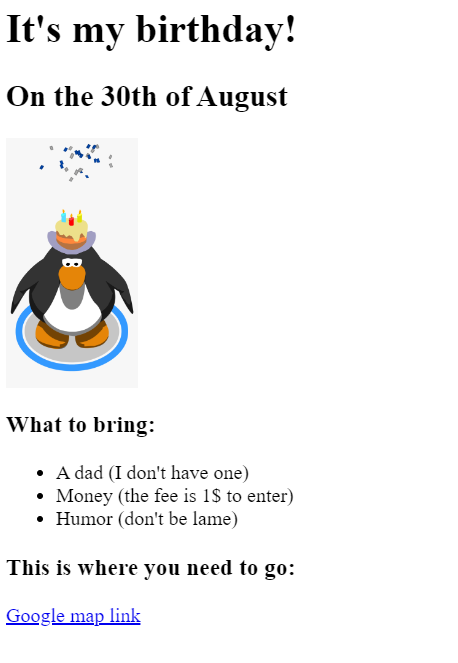 It's my birthday!
On the 30th of August
What to bring:
A dad (I don't have one)
Money (the fee is 1$ to enter)
Humor (don't be lame)
This is where you need to go:
Google map link